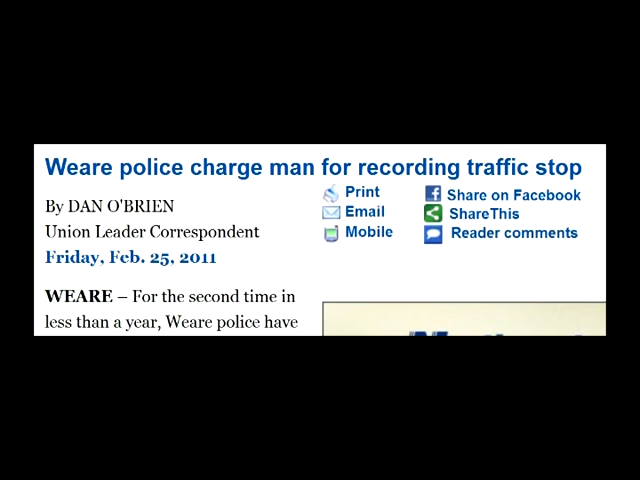 Weare police charge man for recording traffic stop
By DAN O'BRIEN
Union Leader Correspondent
Friday, Feb. 25, 2011
WEARE – For the second time in
less than a year, Weare police have
Print
Email
Mobile
Share on Facebook
ShareThis
Reader comments